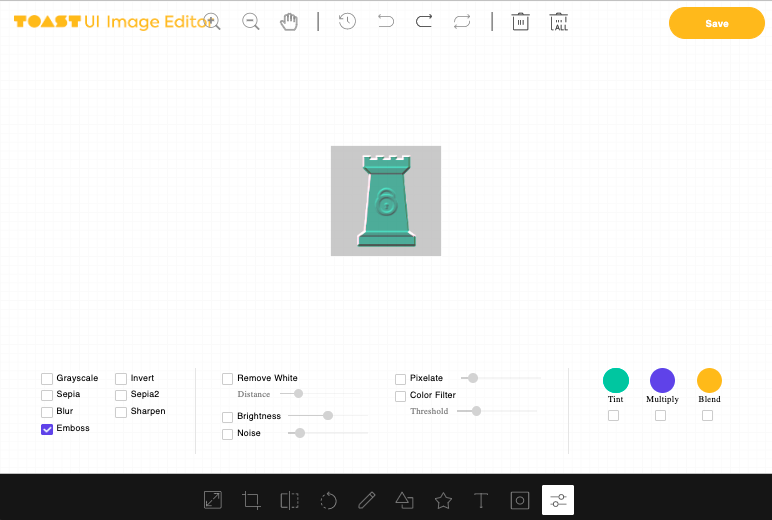 TOAST UI Image Editor
ALL
Save
6
Grayscale
Invert
Remove White
Pixelate
Sepia
Sepia2
Distance
Color Filter
Blur
Sharpen
Brightness
Threshold
Emboss
Noise
Tint
Multiply
Blend
T